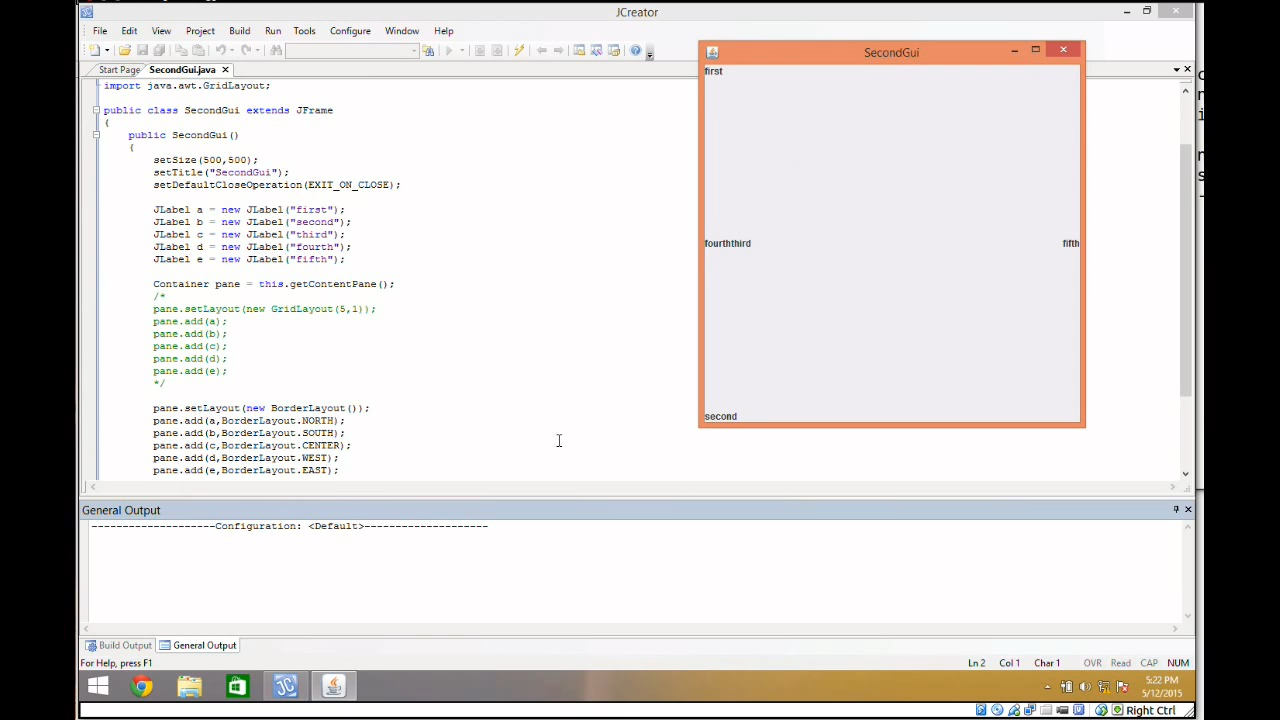 JCreator
File Edit View Project Build Run Tools Configure Window Help
Start Page SecondGui.java
import java.awt.GridLayout;
public class SecondGui extends JFrame
{
public SecondGui()
{
setSize(500,500);
setTitle("SecondGui");
setDefaultCloseOperation(EXIT_ON_CLOSE);
JLabel a = new JLabel("first");
JLabel b = new JLabel("second");
JLabel c = new JLabel("third");
JLabel d = new JLabel("fourth");
JLabel e = new JLabel("fifth");
Container pane = this.getContentPane();
/*
pane.setLayout(new GridLayout(5,1));
pane.add(a);
pane.add(b);
pane.add(c);
pane.add(d);
pane.add(e);
*/
pane.setLayout(new BorderLayout());
pane.add(a,BorderLayout.NORTH);
pane.add(b,BorderLayout.SOUTH);
pane.add(c,BorderLayout.CENTER);
pane.add(d,BorderLayout.WEST);
pane.add(e,BorderLayout.EAST);
SecondGui
first
fourththird fifth
second
General Output
--------------------Configuration: <Default>--------------------
Build Output General Output
For Help, press F1 Ln 2 Col 1 Char 1 OVR Read CAP NUM
5:22 PM
5/12/2015
Right Ctrl